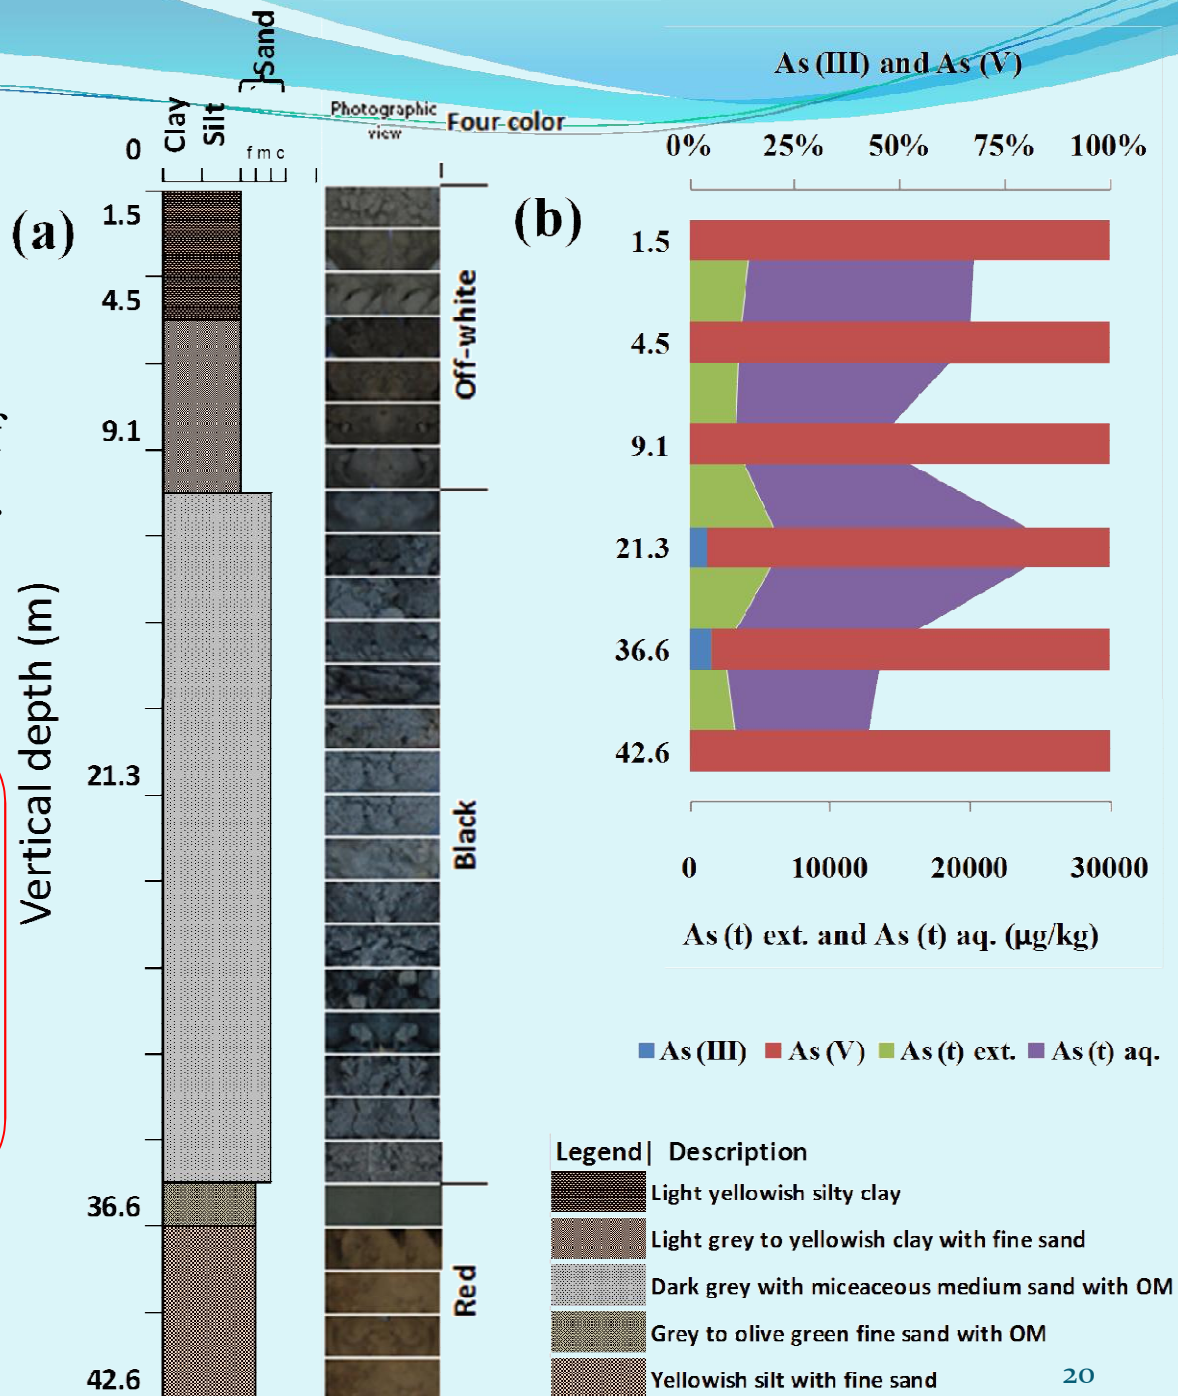 Sand
Clay
Silt
0
f m c
Photographic
view
Four color
(a)
1.5
4.5
9.1
21.3
36.6
42.6
Vertical depth (m)
Off-white
Black
Red
(b)
As (III) and As (V)
0% 25% 50% 75% 100%
1.5
4.5
9.1
21.3
36.6
42.6
0 10000 20000 30000
As (t) ext. and As (t) aq. (µg/kg)
As (III) As (V) As (t) ext. As (t) aq.
Legend| Description
Light yellowish silty clay
Light grey to yellowish clay with fine sand
Dark grey with miceaceous medium sand with OM
Grey to olive green fine sand with OM
Yellowish silt with fine sand
20